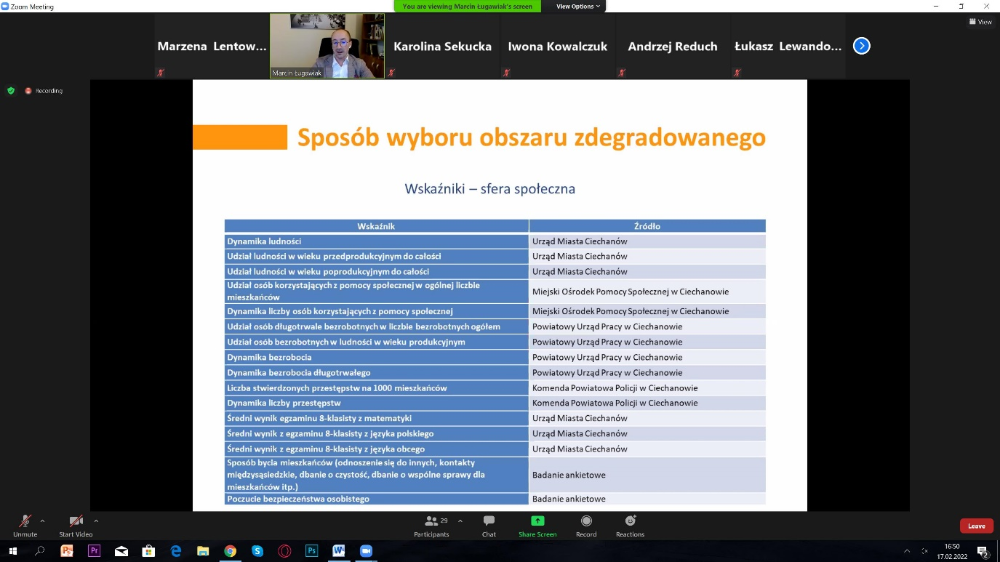 Zoom Meeting
You are viewing Marcin Ługawiak's screen
View Options
View
Marzena Lentow...
Karolina Sekucka
Iwona Kowalczuk
Andrzej Reduch
Łukasz Lewando...
Marcin Ługawiak
Recording
Sposób wyboru obszaru zdegradowanego
Wskaźniki – sfera społeczna
Wskaźnik Źródło
Dynamika ludności Urząd Miasta Ciechanów
Udział ludności w wieku przedprodukcyjnym do całości Urząd Miasta Ciechanów
Udział ludności w wieku poprodukcyjnym do całości Urząd Miasta Ciechanów
Udział osób korzystających z pomocy społecznej w ogólnej liczbie
mieszkańców Miejski Ośrodek Pomocy Społecznej w Ciechanowie
Dynamika liczby osób korzystających z pomocy społecznej Miejski Ośrodek Pomocy Społecznej w Ciechanowie
Udział osób długotrwale bezrobotnych w liczbie bezrobotnych ogółem Powiatowy Urząd Pracy w Ciechanowie
Udział osób bezrobotnych w ludności w wieku produkcyjnym Powiatowy Urząd Pracy w Ciechanowie
Dynamika bezrobocia Powiatowy Urząd Pracy w Ciechanowie
Dynamika bezrobocia długotrwałego Powiatowy Urząd Pracy w Ciechanowie
Liczba stwierdzonych przestępstw na 1000 mieszkańców Komenda Powiatowa Policji w Ciechanowie
Dynamika liczby przestępstw Komenda Powiatowa Policji w Ciechanowie
Średni wynik egzaminu 8-klasisty z matematyki Urząd Miasta Ciechanów
Średni wynik z egzaminu 8-klasisty z języka polskiego Urząd Miasta Ciechanów
Średni wynik z egzaminu 8-klasisty z języka obcego Urząd Miasta Ciechanów
Sposób bycia mieszkańców (odnoszenie się do innych, kontakty
międzysąsiedzkie, dbanie o czystość, dbanie o wspólne sprawy dla
mieszkańców itp.) Badanie ankietowe
Poczucie bezpieczeństwa osobistego Badanie ankietowe
29
Unmute
Start Video
Participants
Chat
Share Screen
Record
Reactions
Leave
Pr
Ps
16:50
17.02.2022
2